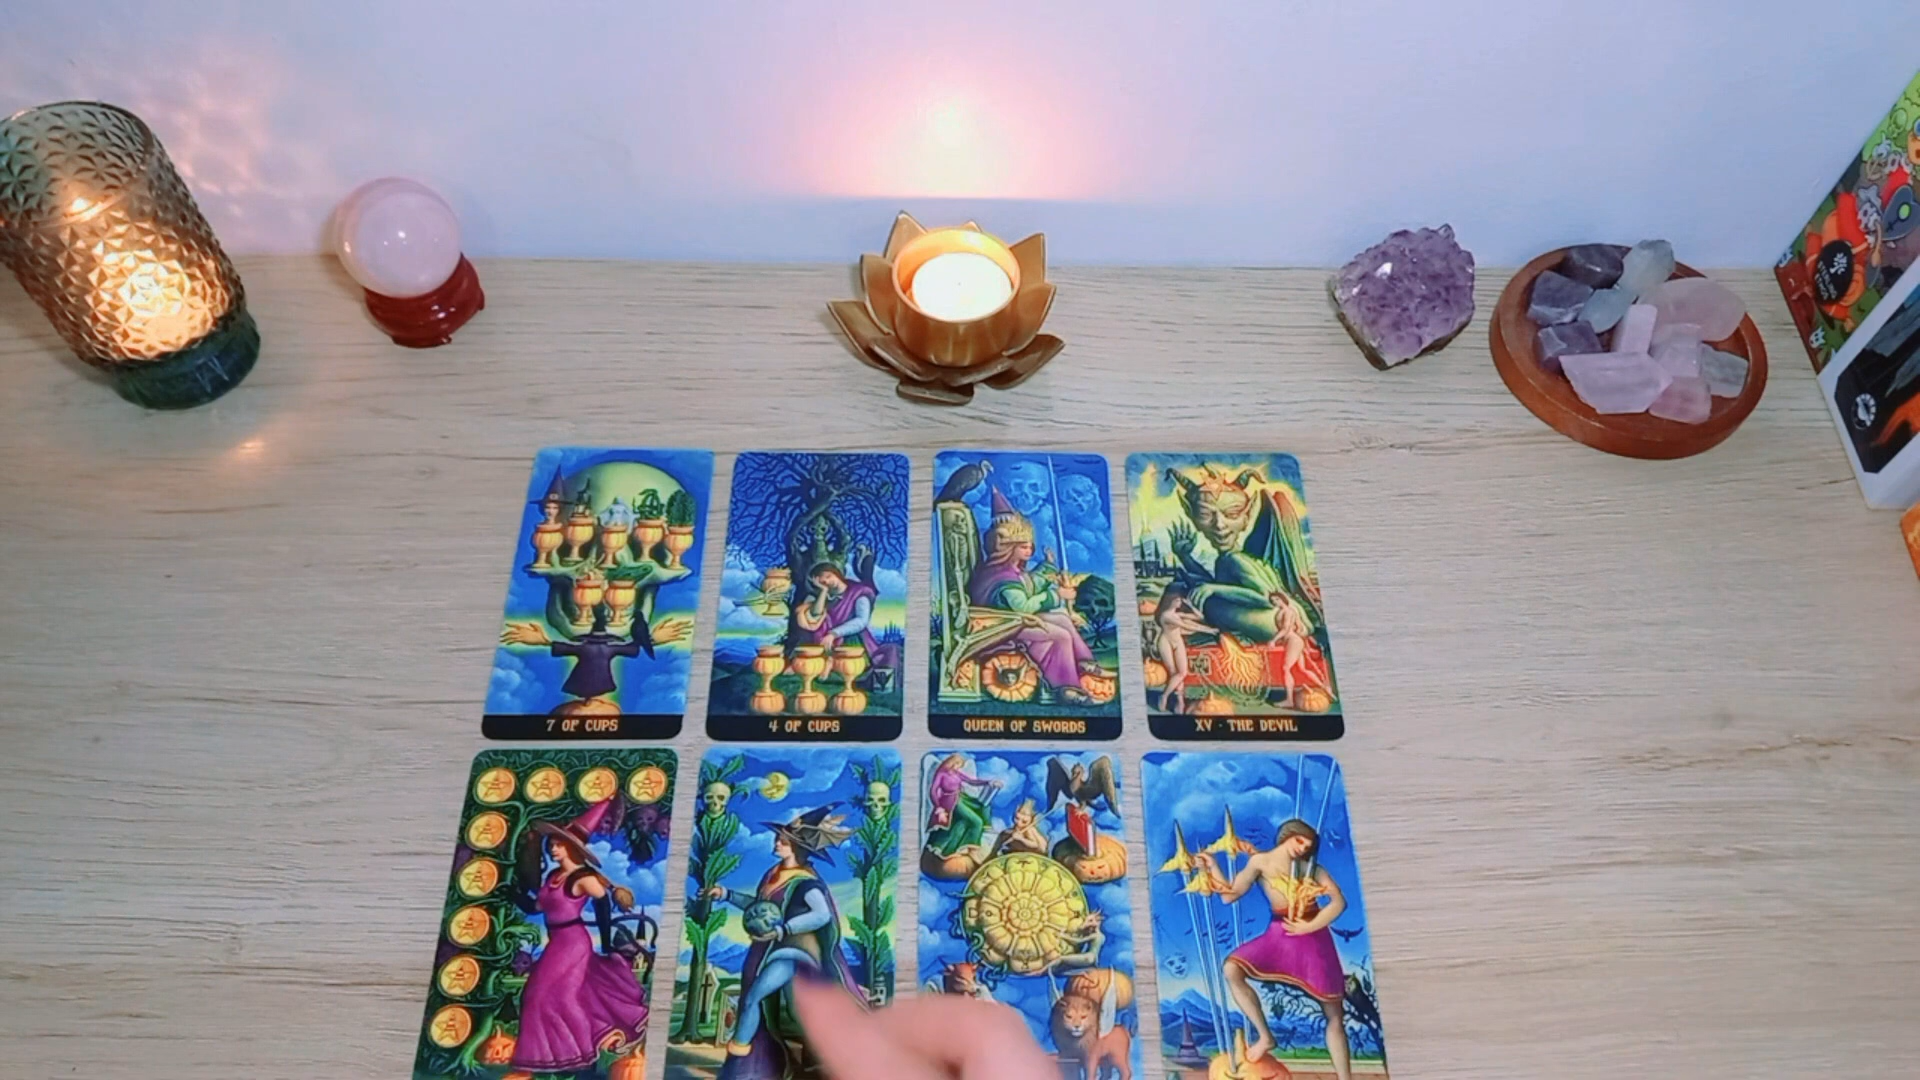 7 OF CUPS
4 OF CUPS
QUEEN OF SWORDS
XV · THE DEVIL